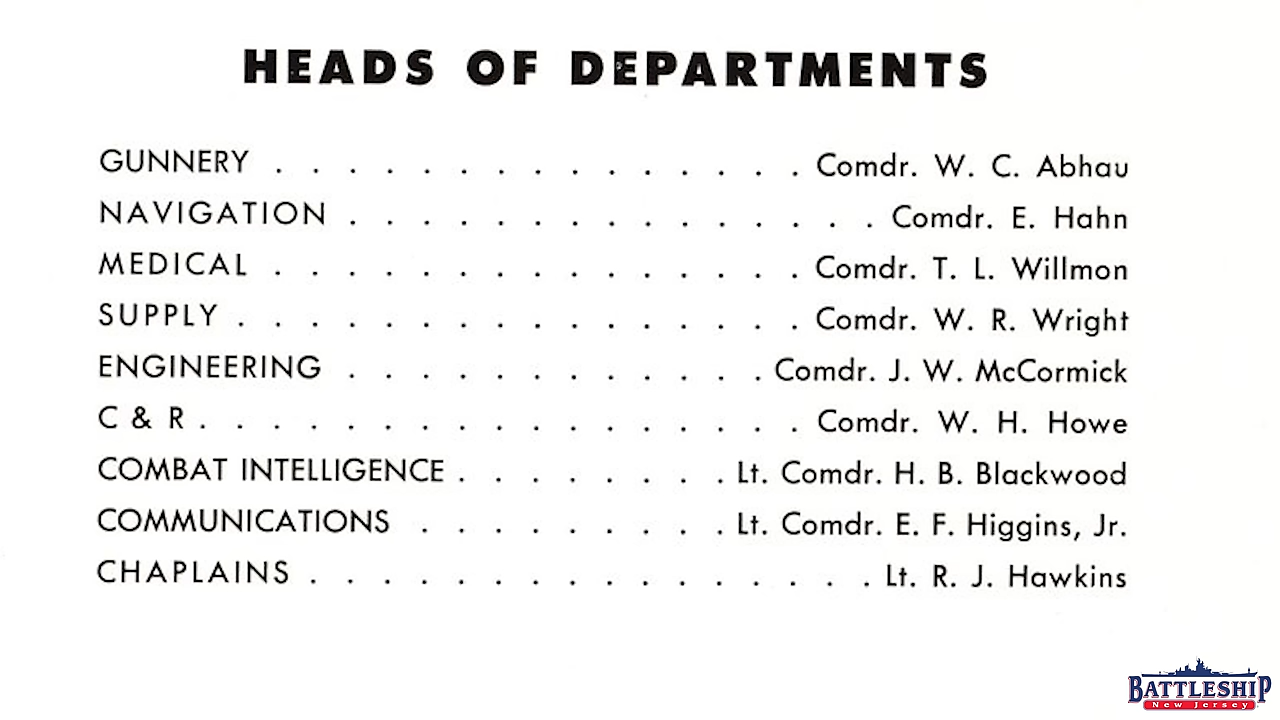 HEADS OF DEPARTMENTS
GUNNERY . . . . . . . . . . . . . . . Comdr. W. C. Abhau
NAVIGATION . . . . . . . . . . . . . . . Comdr. E. Hahn
MEDICAL . . . . . . . . . . . . . . . Comdr. T. L. Willmon
SUPPLY . . . . . . . . . . . . . . . . Comdr. W. R. Wright
ENGINEERING . . . . . . . . . . . . Comdr. J. W. McCormick
C & R . . . . . . . . . . . . . . . . . Comdr. W. H. Howe
COMBAT INTELLIGENCE . . . . . . . . Lt. Comdr. H. B. Blackwood
COMMUNICATIONS . . . . . . . . . Lt. Comdr. E. F. Higgins, Jr.
CHAPLAINS . . . . . . . . . . . . . . . . Lt. R. J. Hawkins
BATTLESHIP
New Jersey